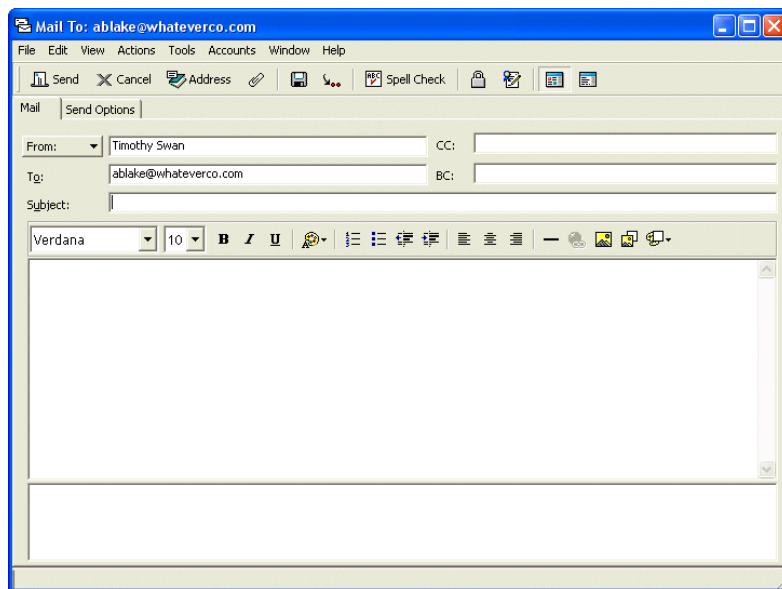 Mail To: ablake@whateverco.com
File Edit View Actions Tools Accounts Window Help
Send Cancel Address ABC Spell Check
Mail Send Options
From: Timothy Swan CC:
To: ablake@whateverco.com BC:
Subject:
Verdana 10 B I U